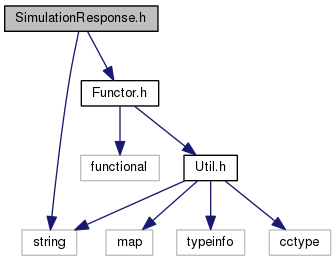 SimulationResponse.h
Functor.h
functional
Util.h
string
map
typeinfo
cctype